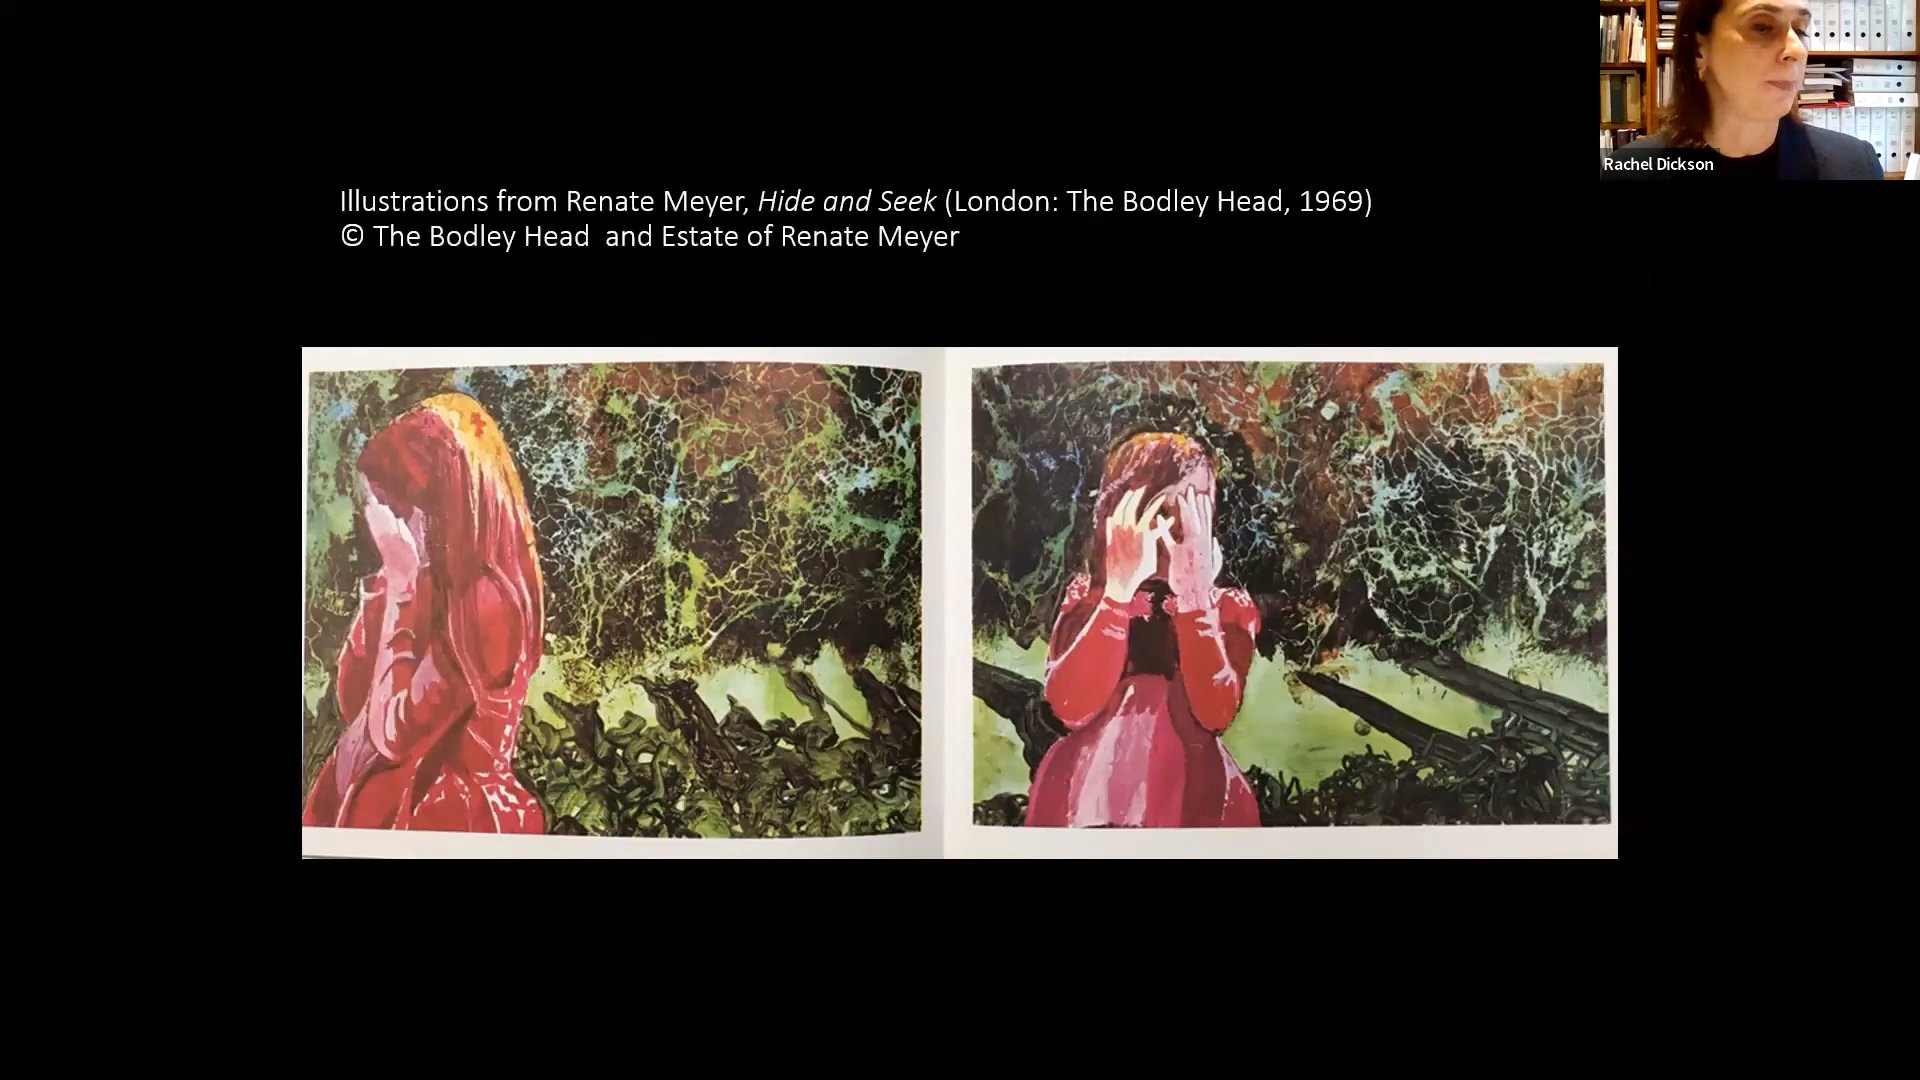 Illustrations from Renate Meyer, Hide and Seek (London: The Bodley Head, 1969)
© The Bodley Head and Estate of Renate Meyer
Rachel Dickson